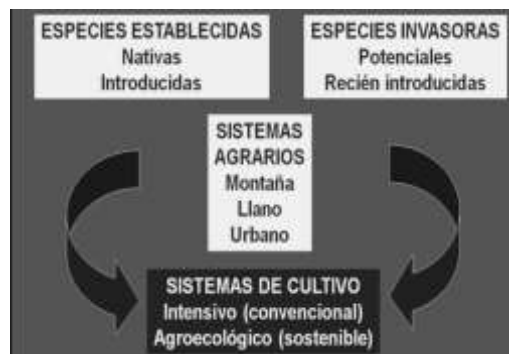 ESPECIES ESTABLECIDAS
Nativas
Introducidas
ESPECIES INVASORAS
Potenciales
Recién introducidas
SISTEMAS
AGRARIOS
Montaña
Llano
Urbano
SISTEMAS DE CULTIVO
Intensivo (convencional)
Agroecológico (sostenible)